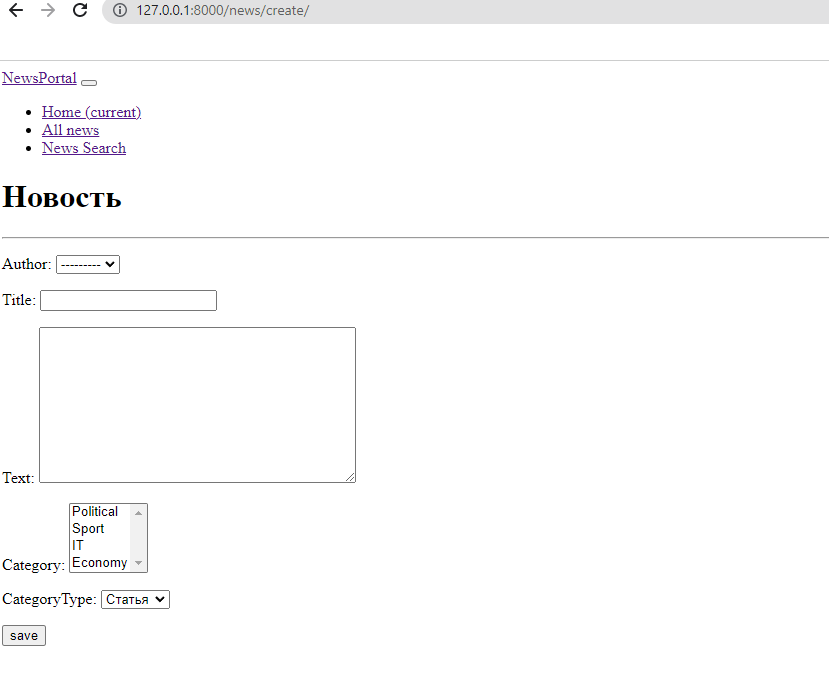 127.0.0.1:8000/news/create/
NewsPortal
Home (current)
All news
News Search
Новость
Author: ---------
Title:
Text:
Political
Sport
IT
Economy
Category:
CategoryType: Статья
save